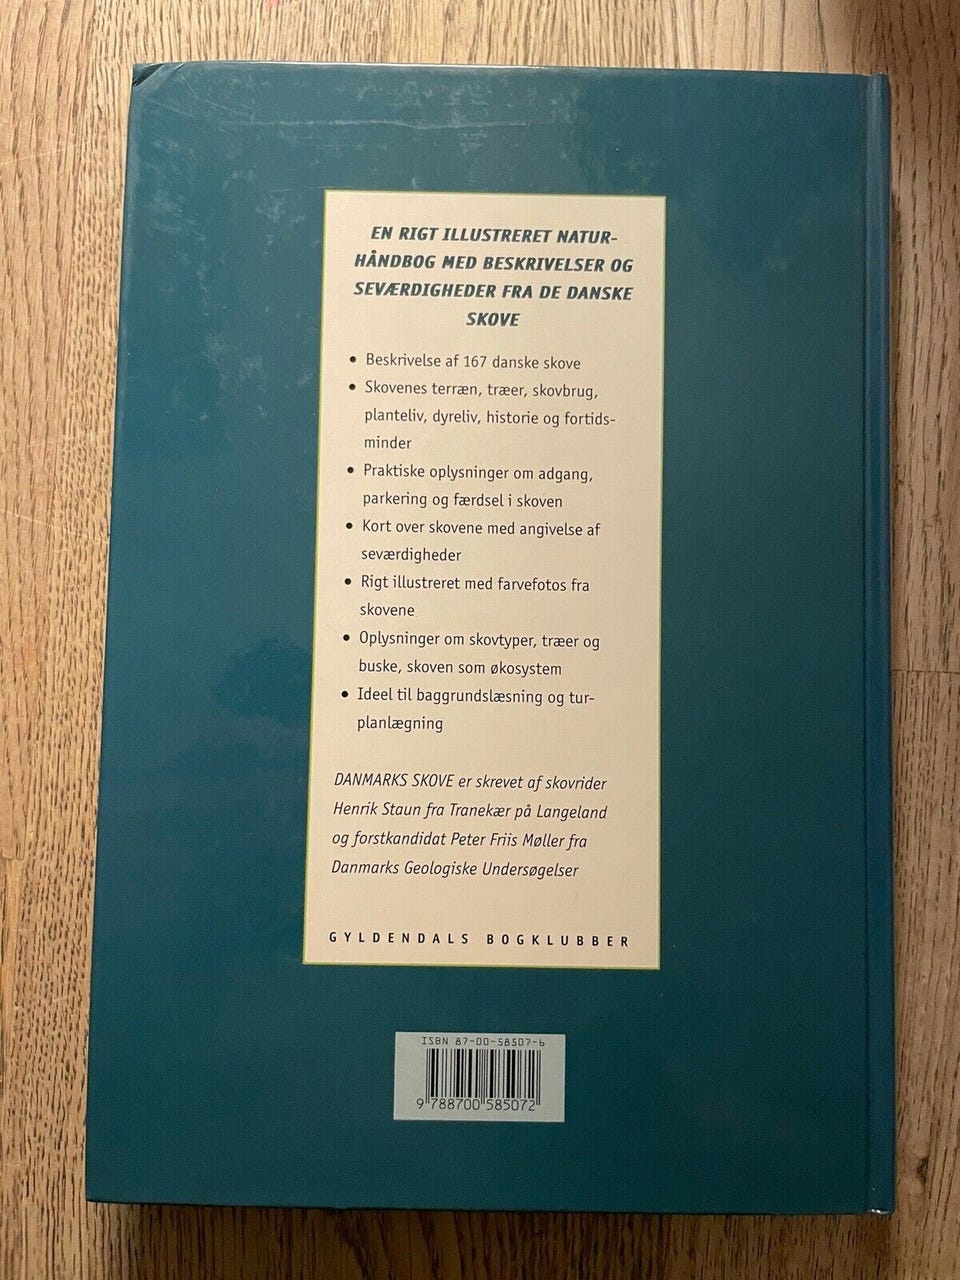 EN RIGT ILLUSTRERET NATUR-
HÅNDBOG MED BESKRIVELSER OG
SEVÆRDIGHEDER FRA DE DANSKE
SKOVE
• Beskrivelse af 167 danske skove
• Skovenes terræn, træer, skovbrug,
planteliv, dyreliv, historie og fortids-
minder
• Praktiske oplysninger om adgang,
parkering og færdsel i skoven
• Kort over skovene med angivelse af
seværdigheder
• Rigt illustreret med farvefotos fra
skovene
• Oplysninger om skovtyper, træer og
buske, skoven som økosystem
• Ideel til baggrundslæsning og tur-
planlægning
DANMARKS SKOVE er skrevet af skovrider
Henrik Staun fra Tranekær på Langeland
og forstkandidat Peter Friis Møller fra
Danmarks Geologiske Undersøgelser
GYLDENDALS BOGKLUBBER
ISBN 87-00-58507-6
9 788700 585072